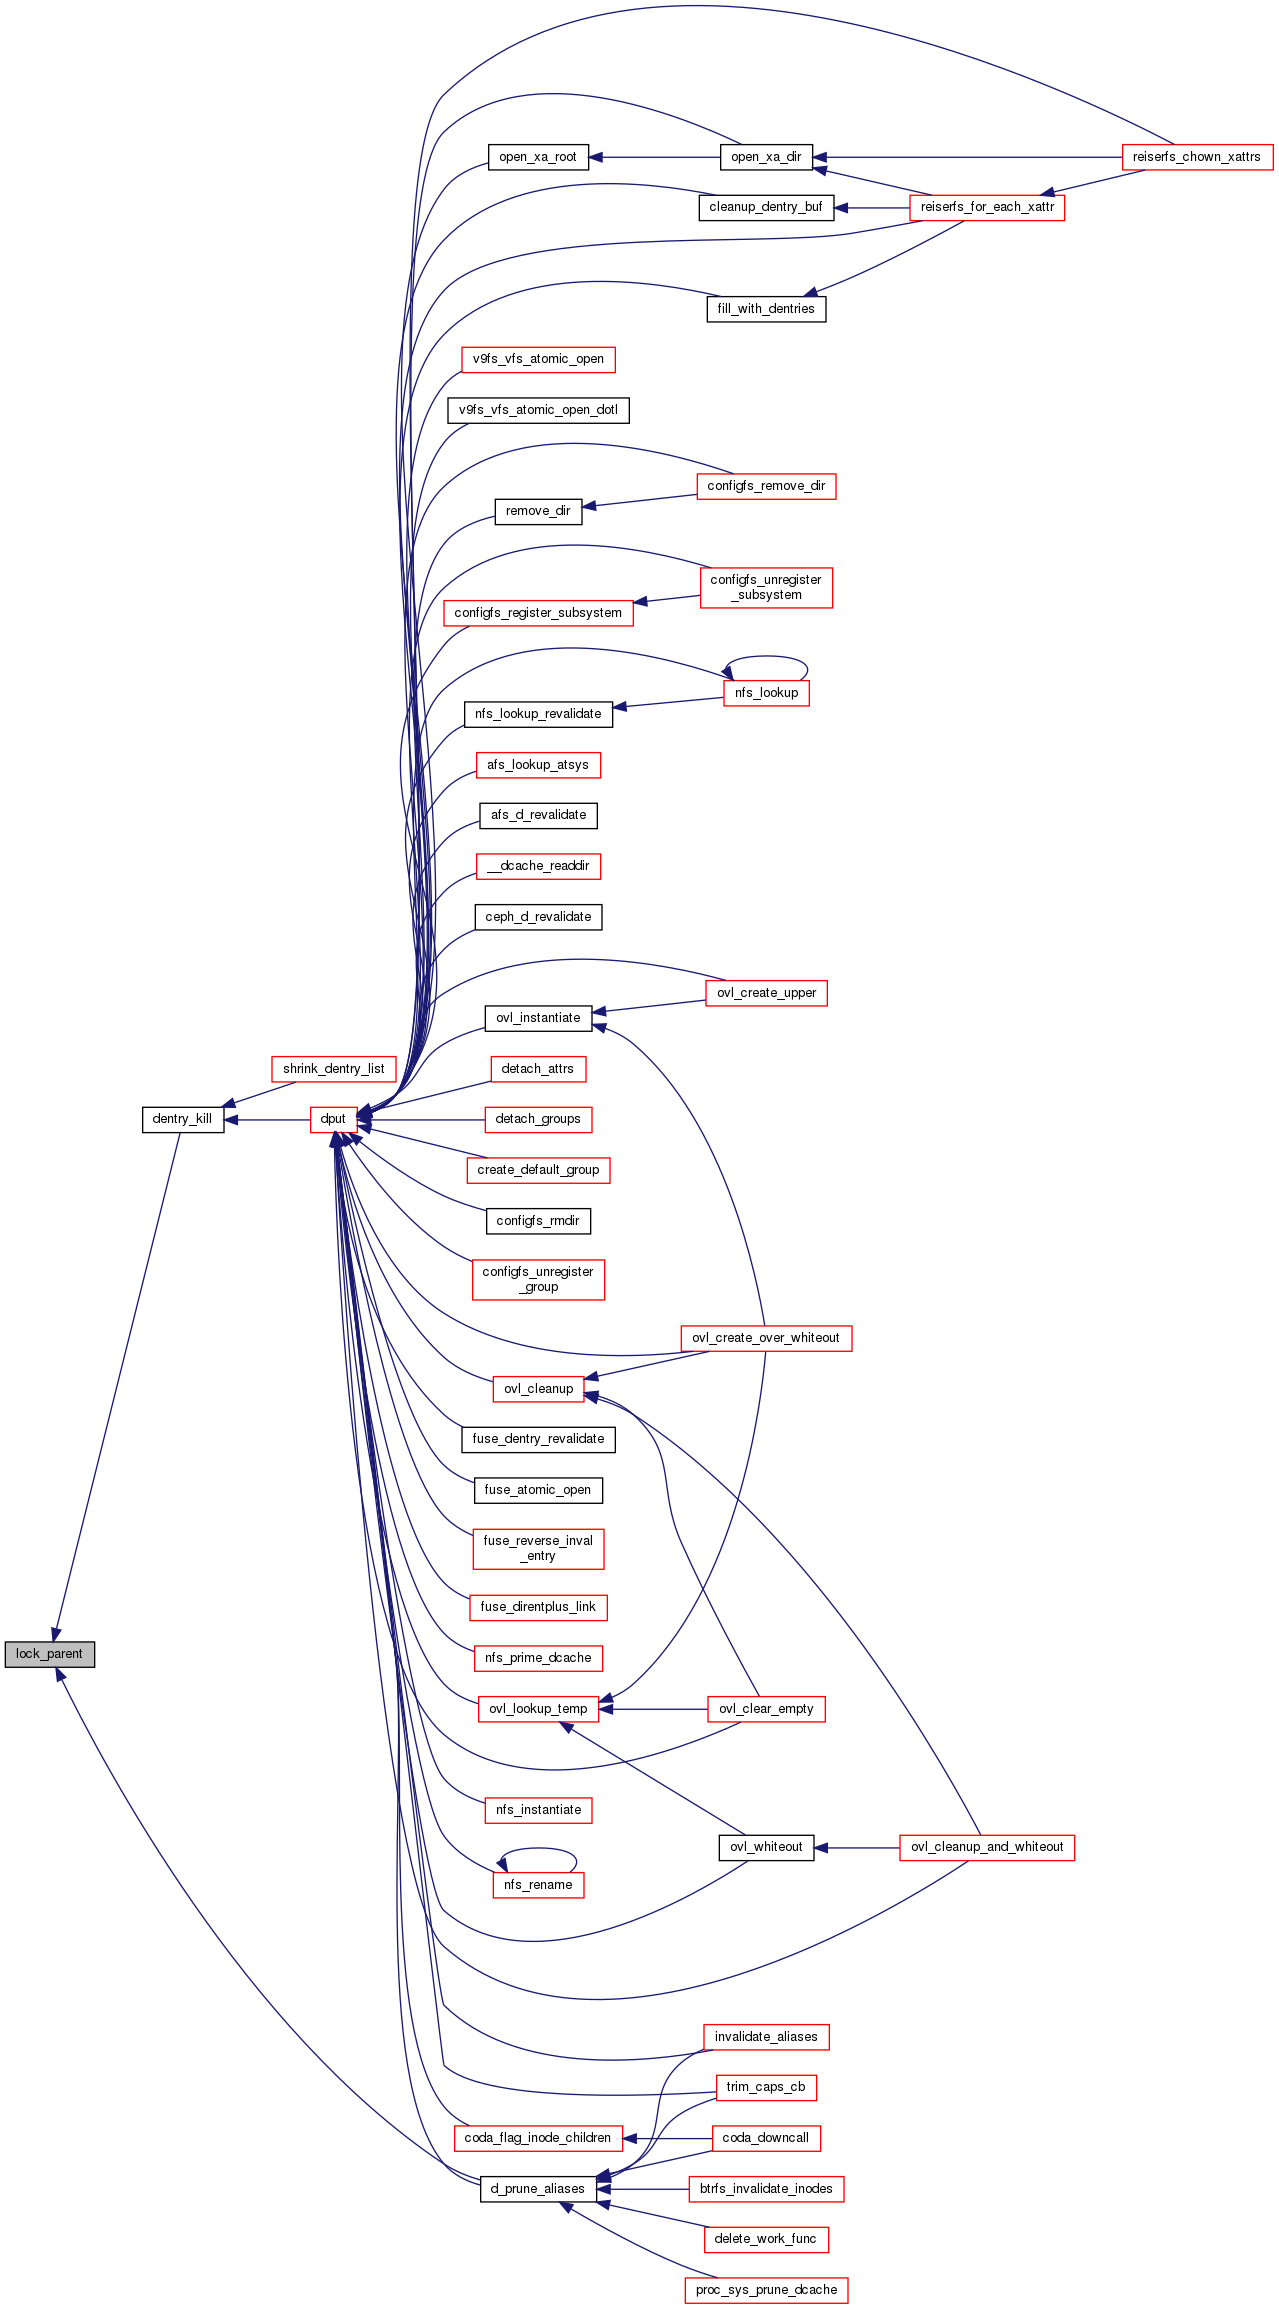 open_xa_root
open_xa_dir
reiserfs_chown_xattrs
cleanup_dentry_buf
reiserfs_for_each_xattr
fill_with_dentries
v9fs_vfs_atomic_open
v9fs_vfs_atomic_open_dotl
configfs_remove_dir
remove_dir
configfs_unregister
_subsystem
configfs_register_subsystem
nfs_lookup
nfs_lookup_revalidate
afs_lookup_atsys
afs_d_revalidate
__dcache_readdir
ceph_d_revalidate
ovl_create_upper
ovl_instantiate
shrink_dentry_list
detach_attrs
dentry_kill
dput
detach_groups
create_default_group
configfs_rmdir
configfs_unregister
_group
ovl_create_over_whiteout
ovl_cleanup
fuse_dentry_revalidate
fuse_atomic_open
fuse_reverse_inval
_entry
fuse_direntplus_link
lock_parent
nfs_prime_dcache
ovl_lookup_temp
ovl_clear_empty
nfs_instantiate
ovl_whiteout
ovl_cleanup_and_whiteout
nfs_rename
invalidate_aliases
trim_caps_cb
coda_flag_inode_children
coda_downcall
d_prune_aliases
btrfs_invalidate_inodes
delete_work_func
proc_sys_prune_dcache